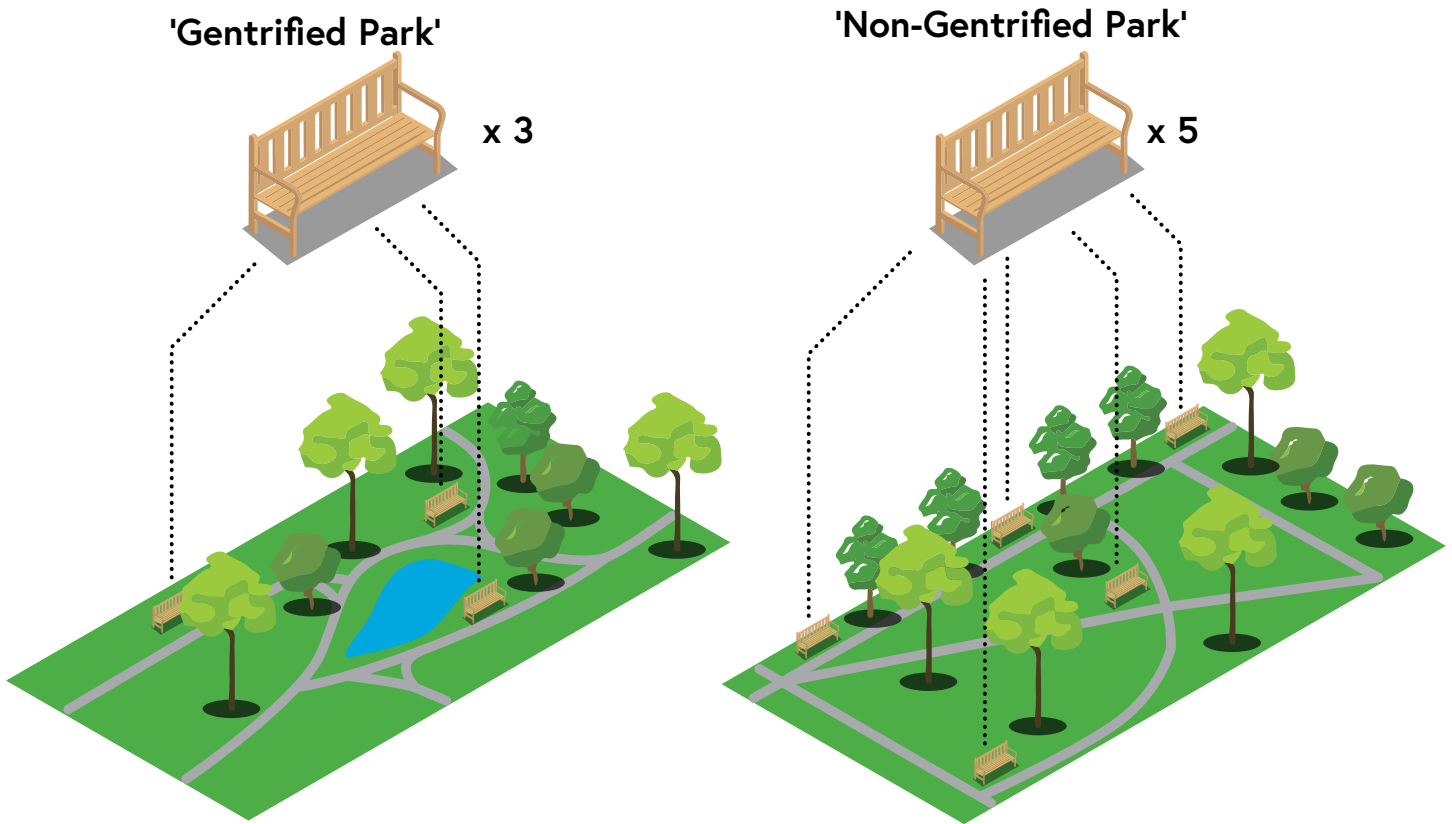 'Gentrified Park'
x 3
'Non-Gentrified Park'
x 5